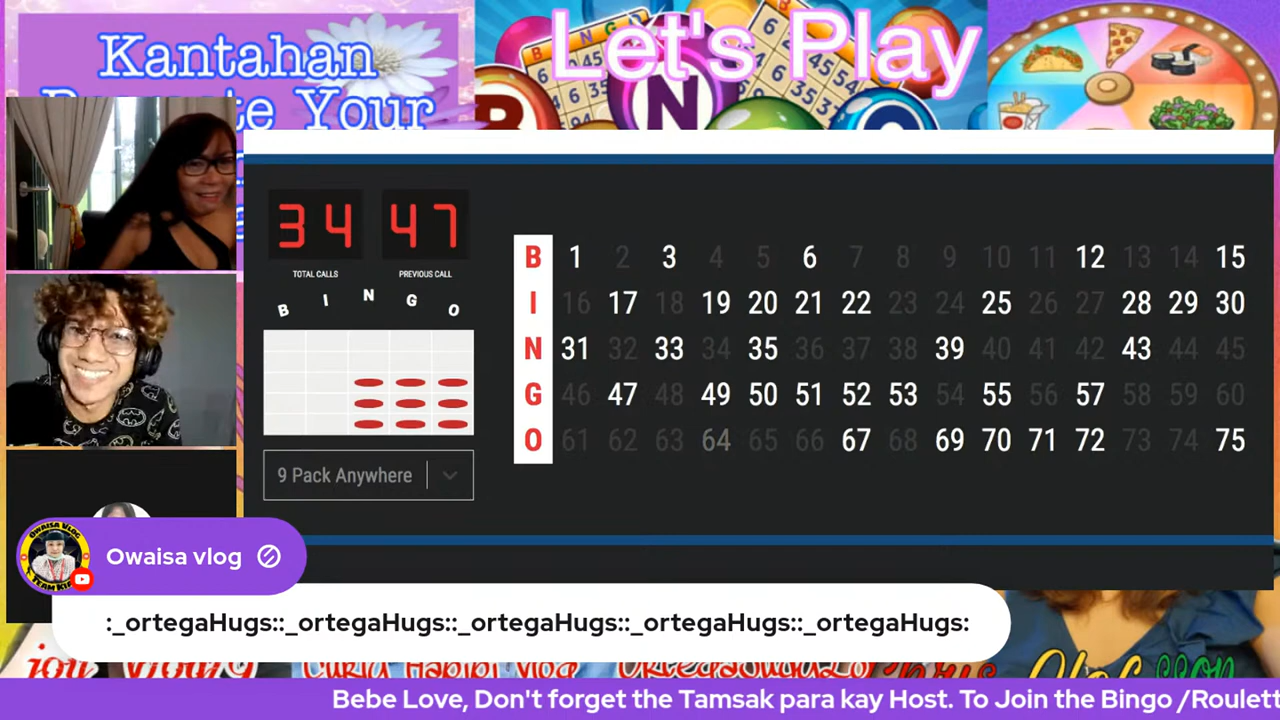 Kantahan
Let's Play
te Your
N
34 47
TOTAL CALLS PREVIOUS CALL
B I N G O
9 Pack Anywhere
B 1 2 3 4 5 6 7 8 9 10 11 12 13 14 15
I 16 17 18 19 20 21 22 23 24 25 26 27 28 29 30
N 31 32 33 34 35 36 37 38 39 40 41 42 43 44 45
G 46 47 48 49 50 51 52 53 54 55 56 57 58 59 60
O 61 62 63 64 65 66 67 68 69 70 71 72 73 74 75
Owaisa vlog
:_ortegaHugs::_ortegaHugs::_ortegaHugs::_ortegaHugs::_ortegaHugs:
Bebe Love, Don't forget the Tamsak para kay Host. To Join the Bingo /Roulett